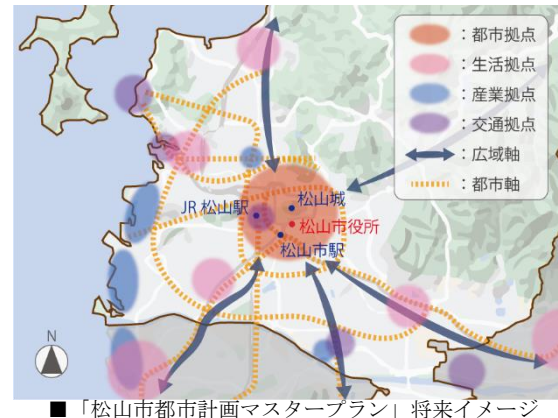 ：都市拠点
：生活拠点
：産業拠点
：交通拠点
：広域軸
：都市軸
松山城
JR 松山駅
松山市役所
松山市駅
N
■「松山市都市計画マスタープラン」将来イメージ